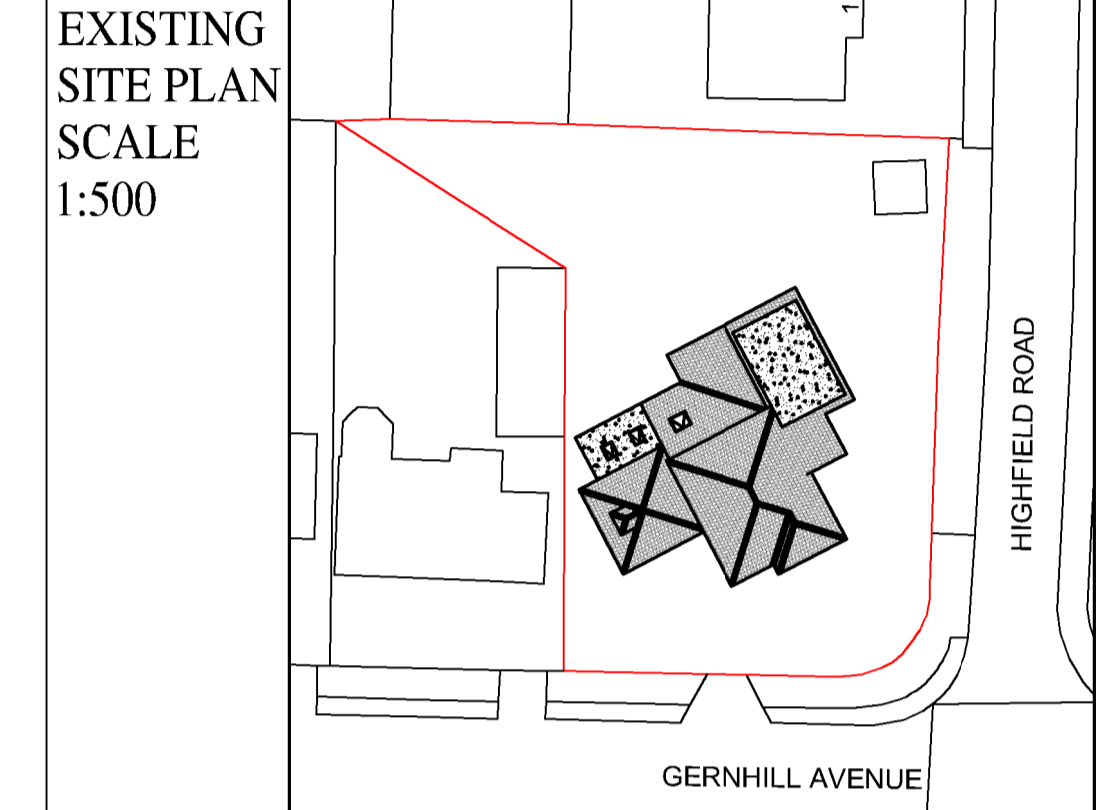 EXISTING
SITE PLAN
SCALE
1:500
HIGHFIELD ROAD
GERNHILL AVENUE